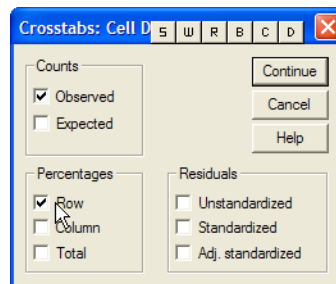 Crosstabs: Cell D
S W R B C D
Counts
Observed
Expected
Continue
Cancel
Help
Percentages
Row
Column
Total
Residuals
Unstandardized
Standardized
Adj. standardized